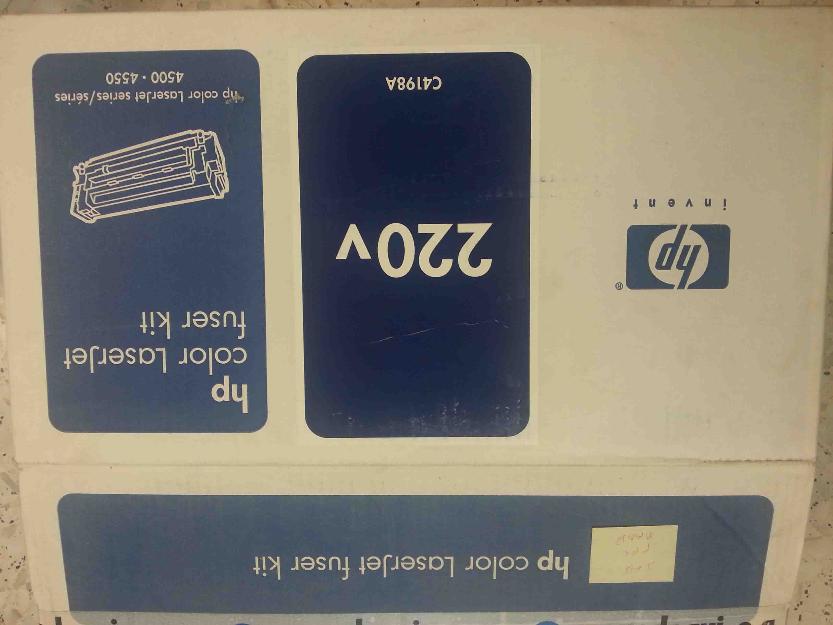 hp color LaserJet fuser kit
hp
invent
®
220v
C4198A
hp
color LaserJet
fuser kit
hp color LaserJet series/séries
4500 • 4550